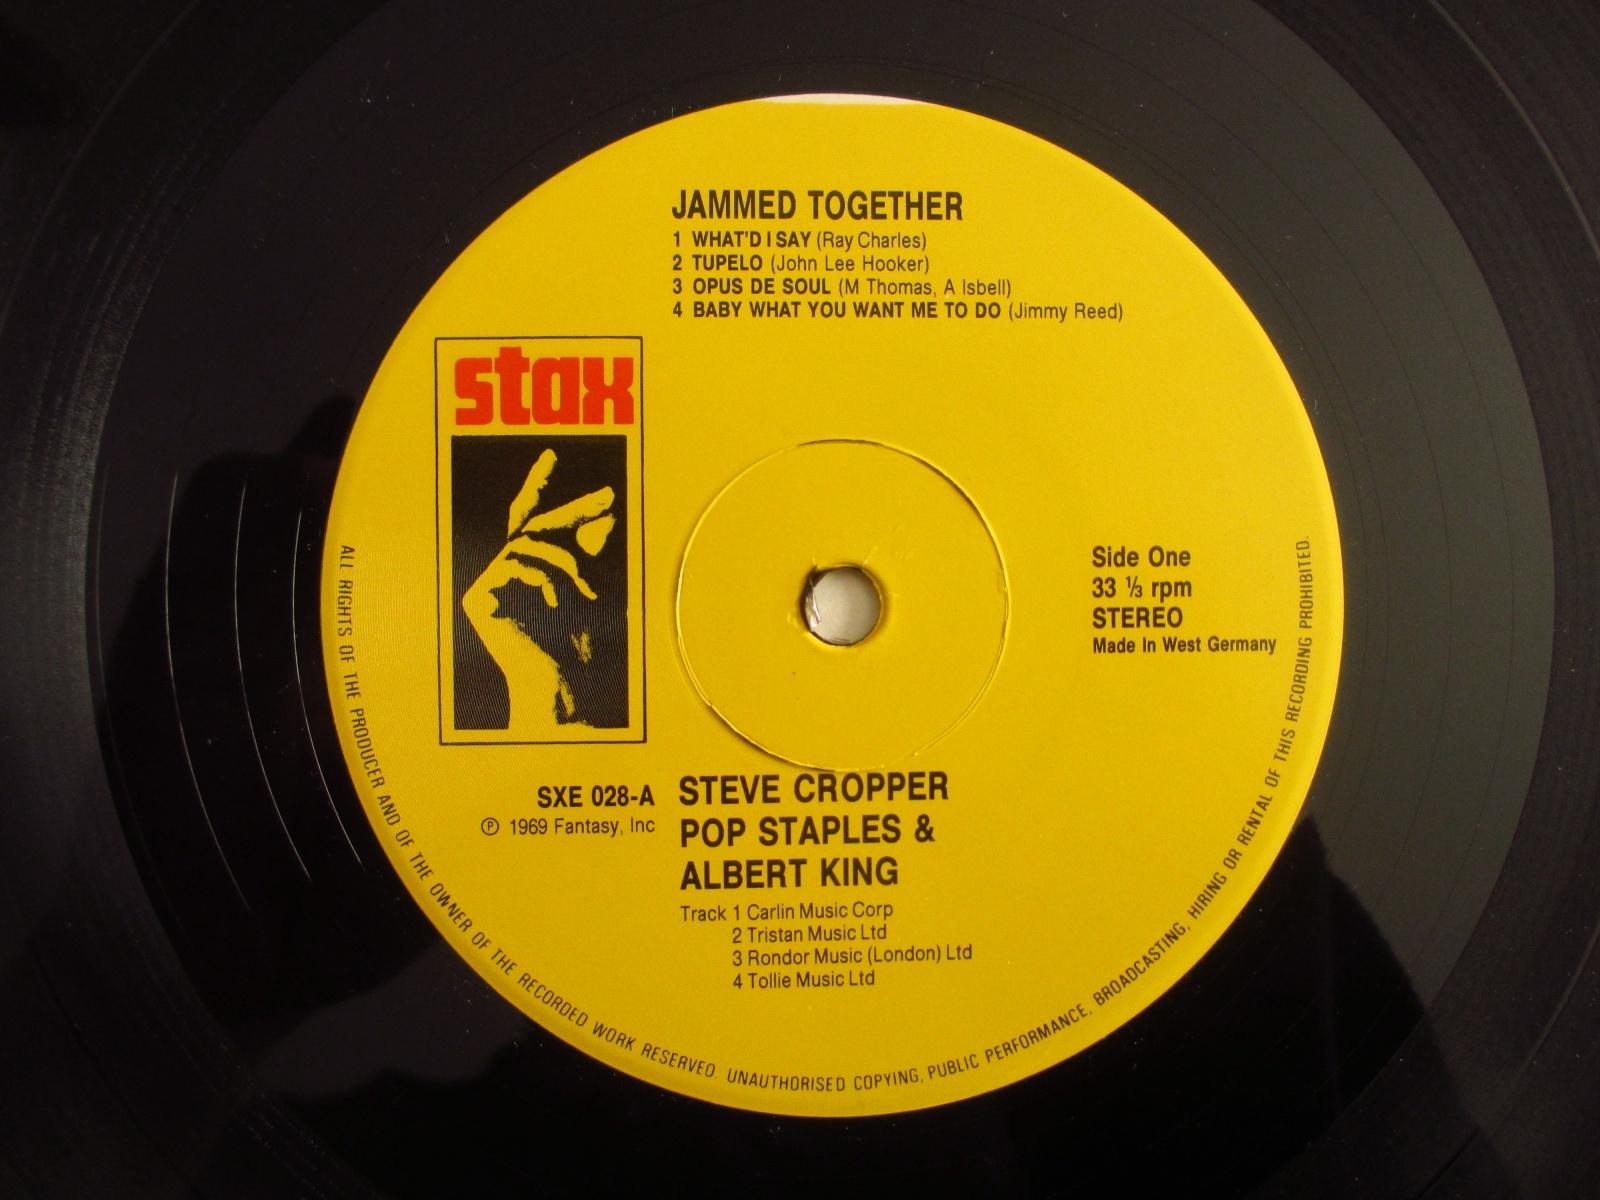 JAMMED TOGETHER
1 WHAT'D I SAY (Ray Charles)
2 TUPELO (John Lee Hooker)
3 OPUS DE SOUL (M Thomas, A Isbell)
4 BABY WHAT YOU WANT ME TO DO (Jimmy Reed)
stax
Side One
33 ⅓ rpm
STEREO
Made In West Germany
SXE 028-A
Ⓟ 1969 Fantasy, Inc
STEVE CROPPER
POP STAPLES &
ALBERT KING
Track 1 Carlin Music Corp
2 Tristan Music Ltd
3 Rondor Music (London) Ltd
4 Tollie Music Ltd
ALL RIGHTS OF THE PRODUCER AND OF THE OWNER OF THE RECORDED WORK RESERVED. UNAUTHORISED COPYING, PUBLIC PERFORMANCE, BROADCASTING, HIRING OR RENTAL OF THIS RECORDING PROHIBITED.